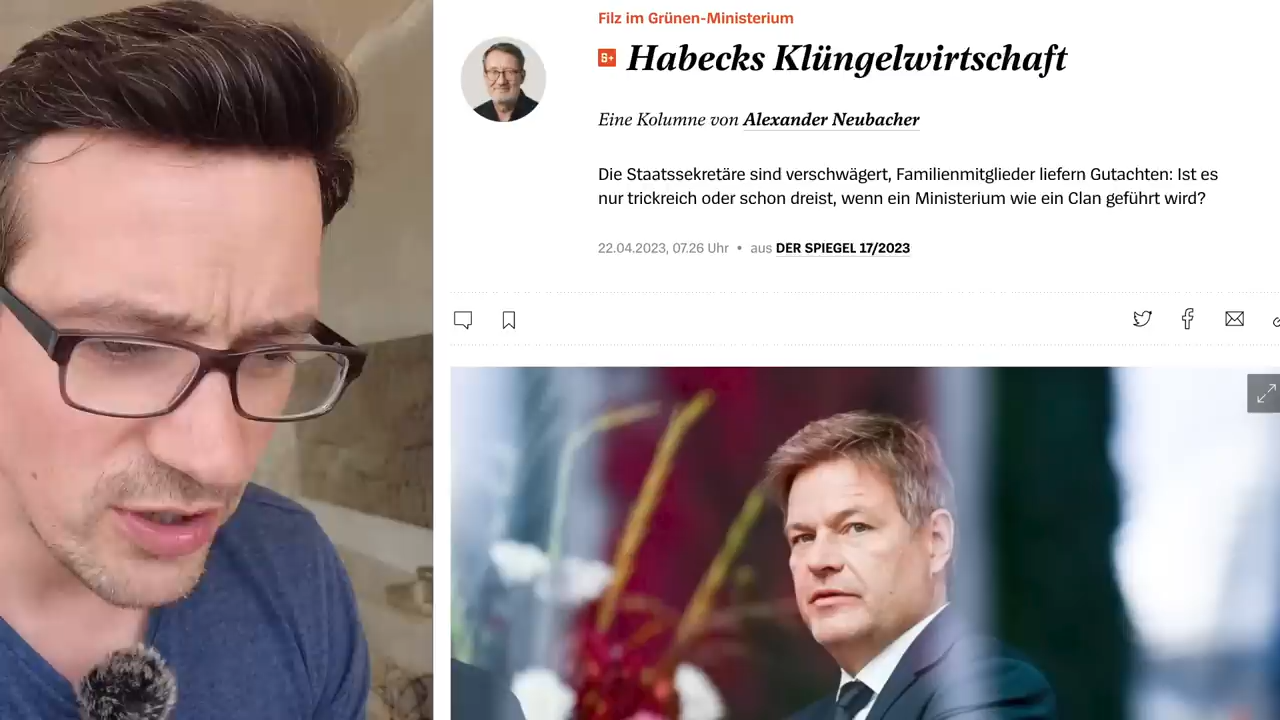 Filz im Grünen-Ministerium
S+ Habecks Klüngelwirtschaft
Eine Kolumne von Alexander Neubacher
Die Staatssekretäre sind verschwägert, Familienmitglieder liefern Gutachten: Ist es
nur trickreich oder schon dreist, wenn ein Ministerium wie ein Clan geführt wird?
22.04.2023, 07.26 Uhr • aus DER SPIEGEL 17/2023